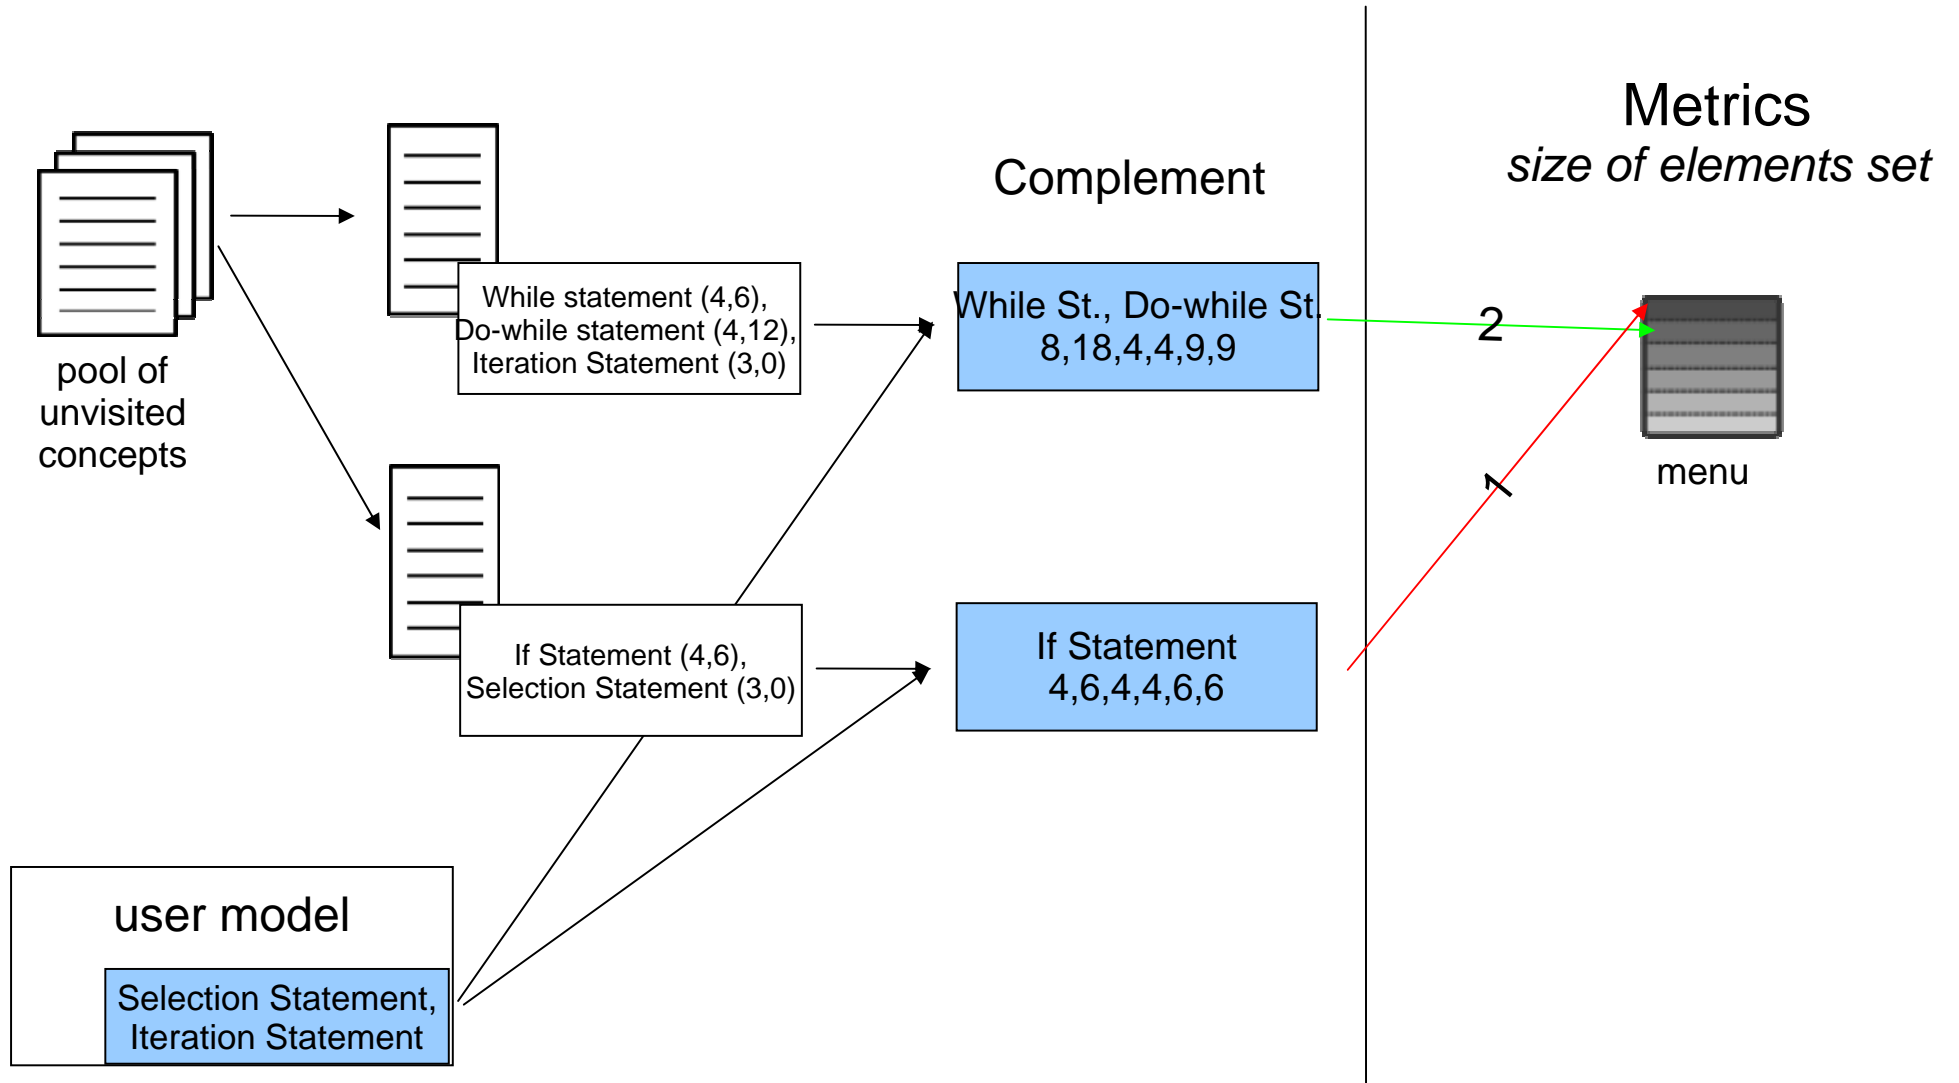 Metrics
size of elements set
Complement
pool of
unvisited
concepts
While statement (4,6),
Do-while statement (4,12),
Iteration Statement (3,0)
While St., Do-while St.
8,18,4,4,9,9
2
menu
1
If Statement (4,6),
Selection Statement (3,0)
If Statement
4,6,4,4,6,6
user model
Selection Statement,
Iteration Statement